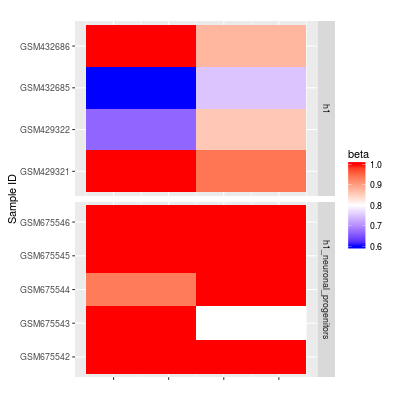 GSM432686
GSM432685
GSM429322
GSM429321
h1
GSM675546
GSM675545
GSM675544
GSM675543
GSM675542
h1_neuronal_progenitors
Sample ID
beta
1.0
0.9
0.8
0.7
0.6